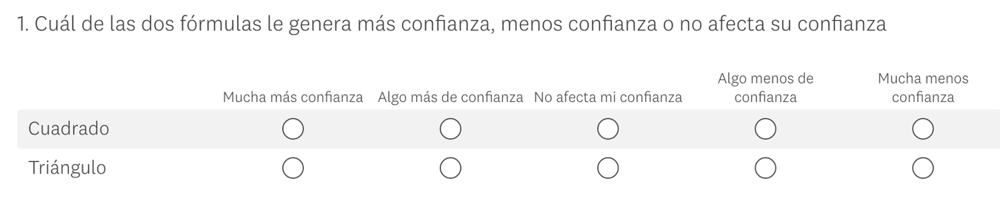 1. Cuál de las dos fórmulas le genera más confianza, menos confianza o no afecta su confianza
Mucha más confianza Algo más de confianza No afecta mi confianza Algo menos de confianza Mucha menos confianza
Cuadrado
Triángulo